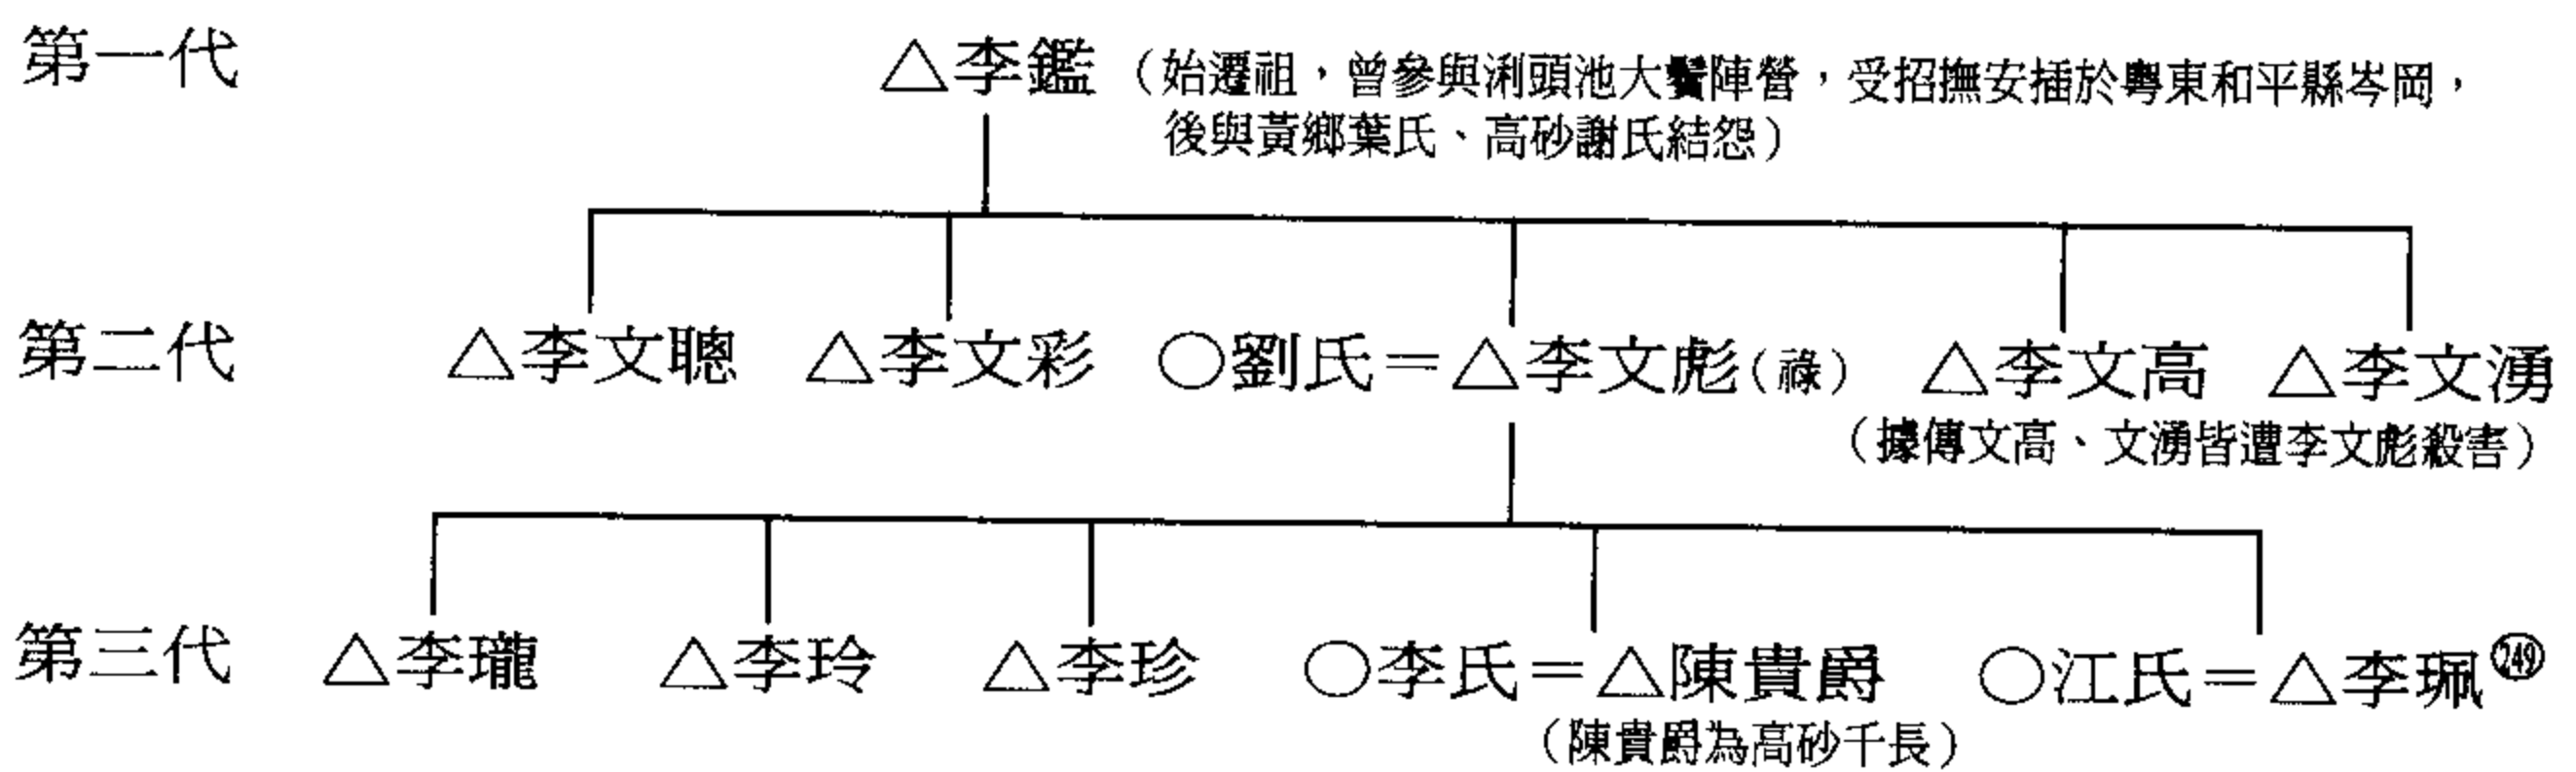 第一代 △李鑑（始遷祖，曾參與浰頭池大鬢陣營，受招撫安插於粵東和平縣岑岡，
後與黃鄉葉氏、高砂謝氏結怨）
第二代 △李文聰 △李文彩 ○劉氏＝△李文彪（祿） △李文高 △李文湧
（據傳文高、文湧皆遭李文彪殺害）
第三代 △李瓏 △李玲 △李珍 ○李氏＝△陳貴爵 ○江氏＝△李珮249
（陳貴爵為高砂千長）